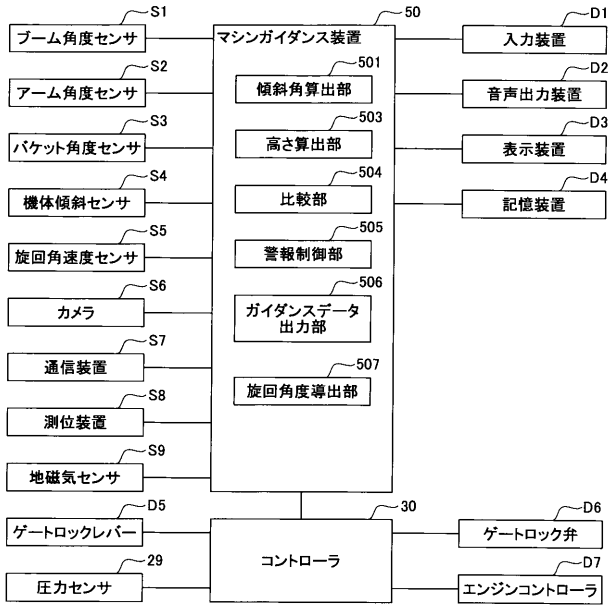 S1
ブーム角度センサ
S2
アーム角度センサ
S3
バケット角度センサ
S4
機体傾斜センサ
S5
旋回角速度センサ
S6
カメラ
S7
通信装置
S8
測位装置
S9
地磁気センサ
D5
ゲートロックレバー
29
圧力センサ
50
マシンガイダンス装置
501
傾斜角算出部
503
高さ算出部
504
比較部
505
警報制御部
506
ガイダンスデータ
出力部
507
旋回角度導出部
30
コントローラ
D1
入力装置
D2
音声出力装置
D3
表示装置
D4
記憶装置
D6
ゲートロック弁
D7
エンジンコントローラ